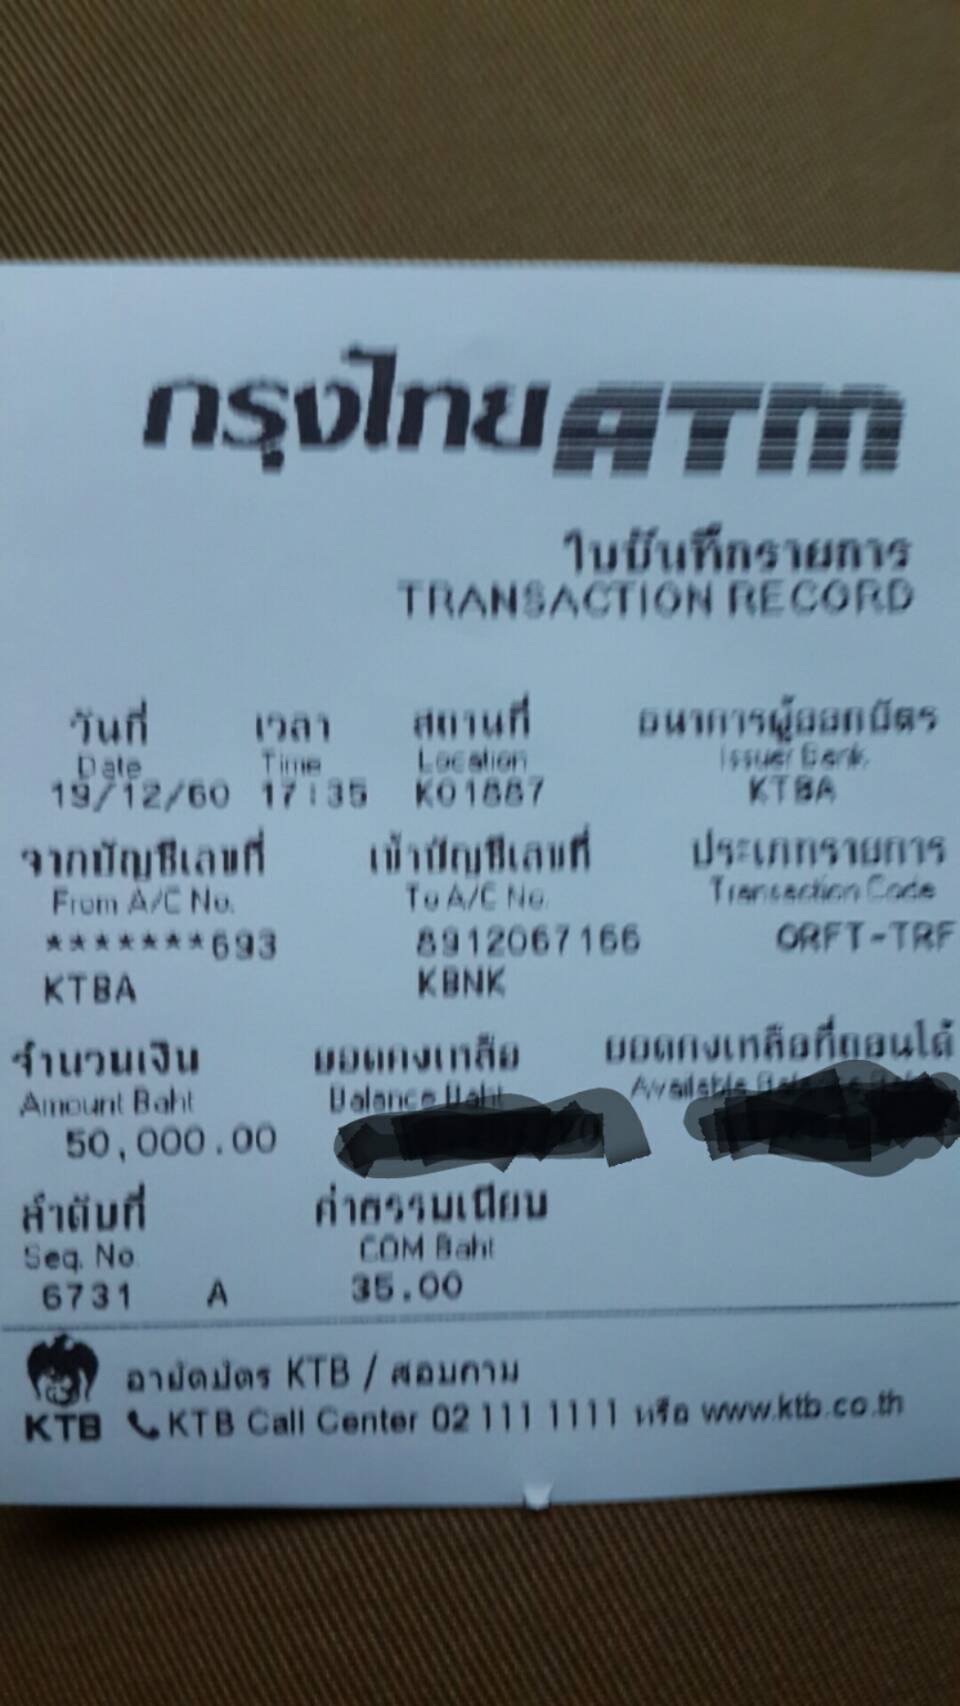 กรุงไทย ATM
ใบบันทึกรายการ
TRANSACTION RECORD
วันที่ เวลา สถานที่ ธนาคารผู้ออกบัตร
Date Time Location Issuer Bank
19/12/60 17:35 K01887 KTBA
จากบัญชีเลขที่ เข้าบัญชีเลขที่ ประเภทรายการ
From A/C No. To A/C No. Transaction Code
*******693 8912067166 ORFT-TRF
KTBA KBNK
จำนวนเงิน ยอดคงเหลือ ยอดคงเหลือที่ถอนได้
Amount Baht Balance Baht Available Balance
50,000.00
ลำดับที่ ค่าธรรมเนียม
Seq. No COM Baht
6731 A 35.00
อายัดบัตร KTB / สอบถาม
KTB KTB Call Center 02 111 1111 หรือ www.ktb.co.th